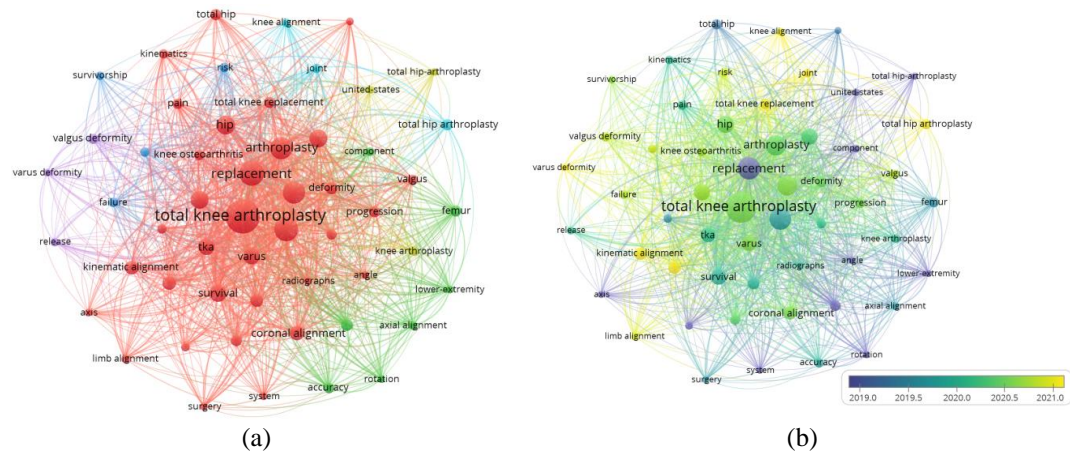 total hip
knee alignment
kinematics
survivorship
risk
joint
total hip-arthroplasty
united-states
pain
total knee replacement
hip
total hip arthroplasty
valgus deformity
arthroplasty
component
knee osteoarthritis
varus deformity
replacement
valgus
deformity
failure
progression
femur
total knee arthroplasty
release
tka
varus
knee arthroplasty
kinematic alignment
radiographs
angle
lower-extremity
survival
axis
coronal alignment
axial alignment
limb alignment
accuracy
rotation
system
surgery
(a)
total hip
knee alignment
kinematics
survivorship
risk
joint
total hip-arthroplasty
united-states
pain
total knee replacement
hip
total hip arthroplasty
valgus deformity
arthroplasty
component
knee osteoarthritis
varus deformity
replacement
valgus
deformity
failure
progression
femur
total knee arthroplasty
release
tka
varus
knee arthroplasty
kinematic alignment
radiographs
angle
lower-extremity
survival
axis
coronal alignment
axial alignment
limb alignment
accuracy
rotation
system
surgery
2019.0 2019.5 2020.0 2020.5 2021.0
(b)